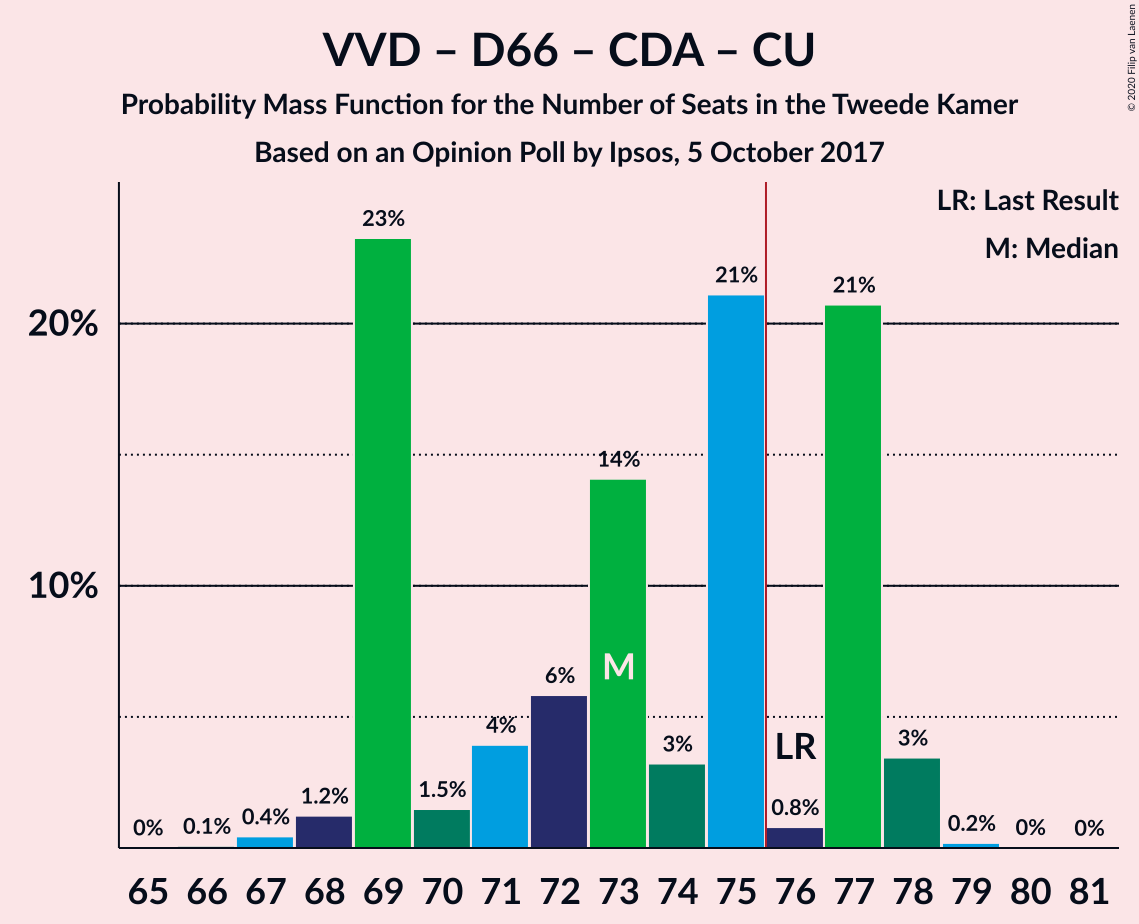 VVD – D66 – CDA – CU
Probability Mass Function for the Number of Seats in the Tweede Kamer
Based on an Opinion Poll by Ipsos, 5 October 2017
© 2020 Filip van Laenen
LR: Last Result
M: Median
20%
10%
0% 0.1% 0.4% 1.2% 23% 1.5% 4% 6% 14% 3% 21% 0.8% 21% 3% 0.2% 0% 0%
M
LR
65 66 67 68 69 70 71 72 73 74 75 76 77 78 79 80 81